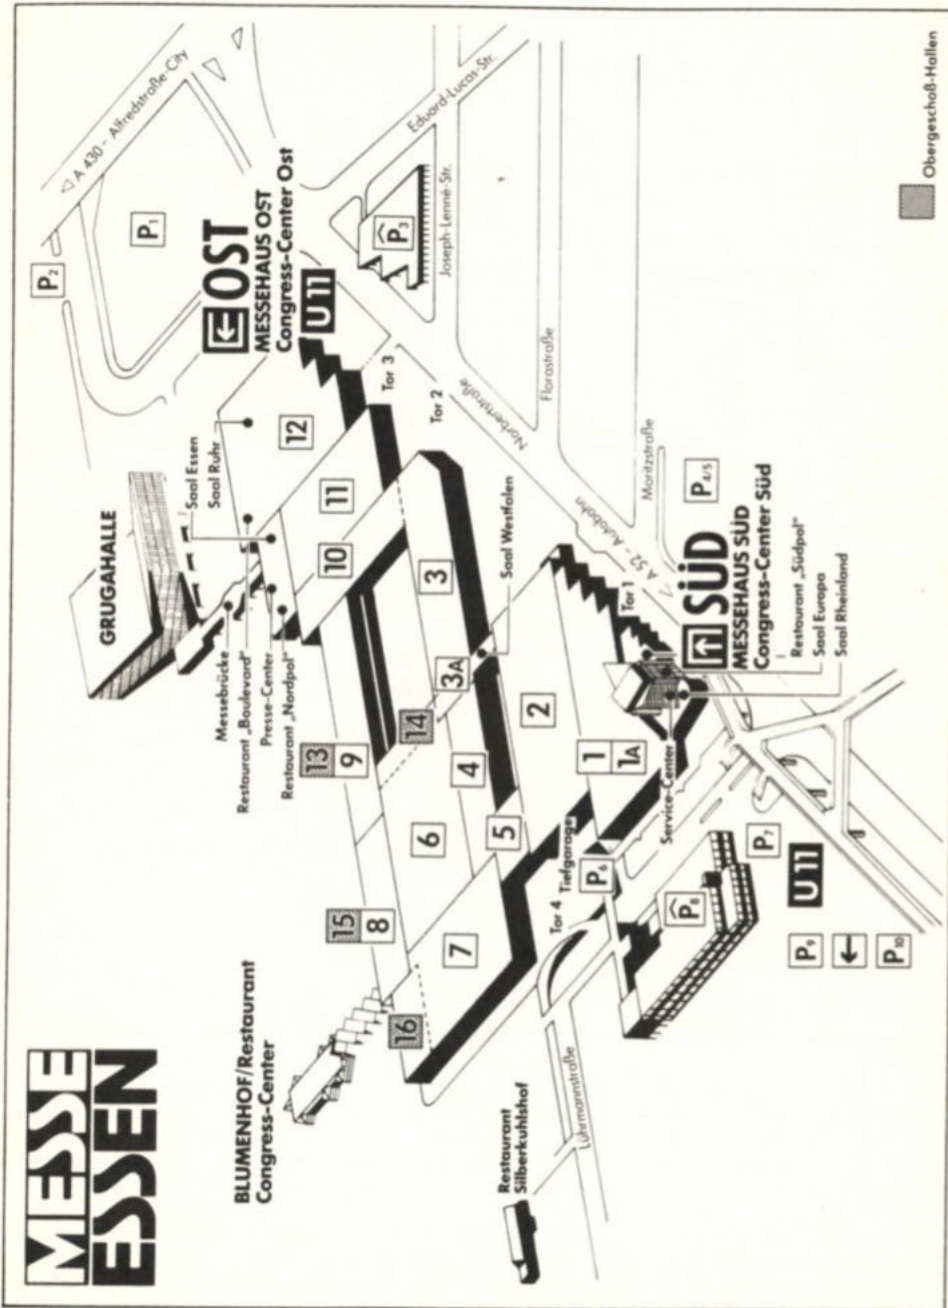 MESSE
ESSEN
BLUMENHOF/Restaurant
Congress-Center
Restaurant
Silberkuhlshof
Lührmannstraße
GRUGAHALLE
Messebrücke
Restaurant „Boulevard“
Presse-Center
Restaurant „Nordpol“
Saal Essen
Saal Ruhr
P2
P1
A 430 - Alfredstraße-City
OST
MESSEHAUS OST
Congress-Center Ost
U 11
P3
Eduard-Lucas-Str.
Joseph-Lenné-Str.
Tor 3
Tor 2
Norbertstraße
Florastraße
Moritzstraße
A 52 - Autobahn
16
15
8
13
9
7
6
14
5
4
3A
3
10
11
12
Saal Westfalen
2
1
1A
Tor 4
Tiefgarage
P6
P8
Service-Center
Tor 1
SÜD
MESSEHAUS SÜD
Congress-Center Süd
P4/5
Restaurant „Südpol“
Saal Europa
Saal Rheinland
P7
U 11
P9
P10
Obergeschoß-Hallen